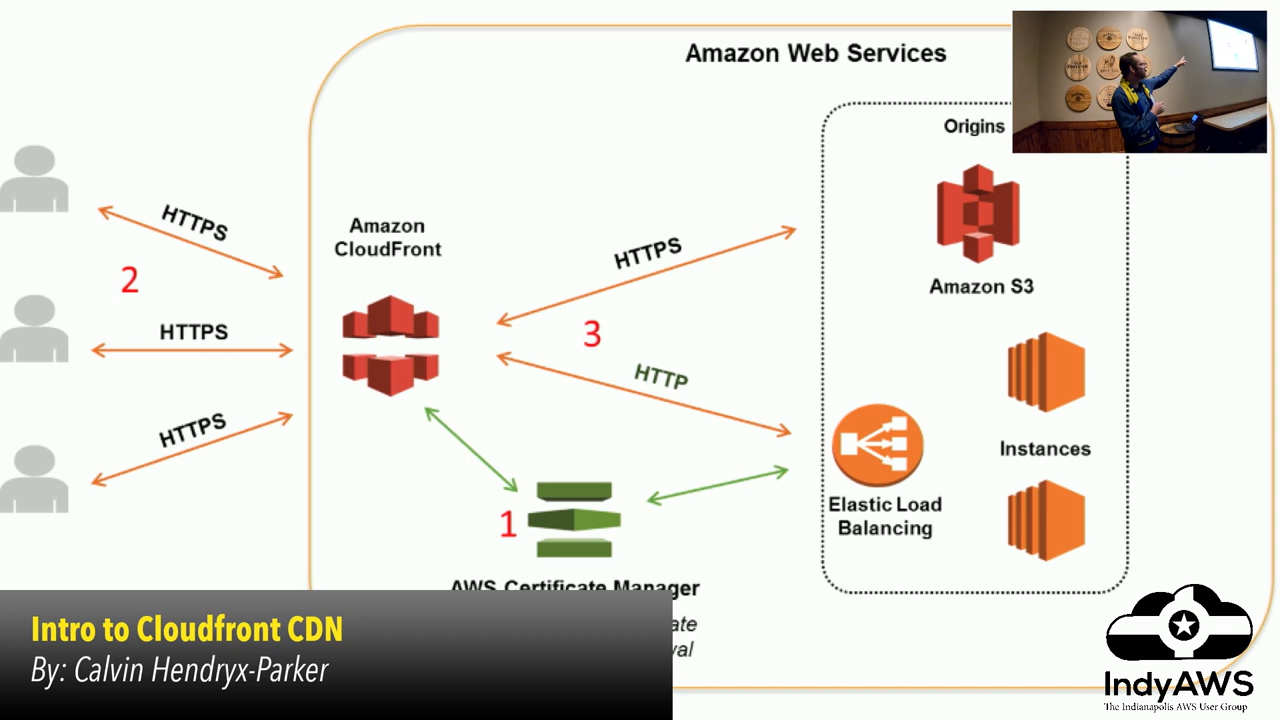 Amazon Web Services
Origins
HTTPS
2
HTTPS
HTTPS
Amazon
CloudFront
HTTPS
3
HTTP
1
AWS Certificate Manager
Amazon S3
Instances
Elastic Load
Balancing
Intro to Cloudfront CDN
By: Calvin Hendryx-Parker
IndyAWS
The Indianapolis AWS User Group